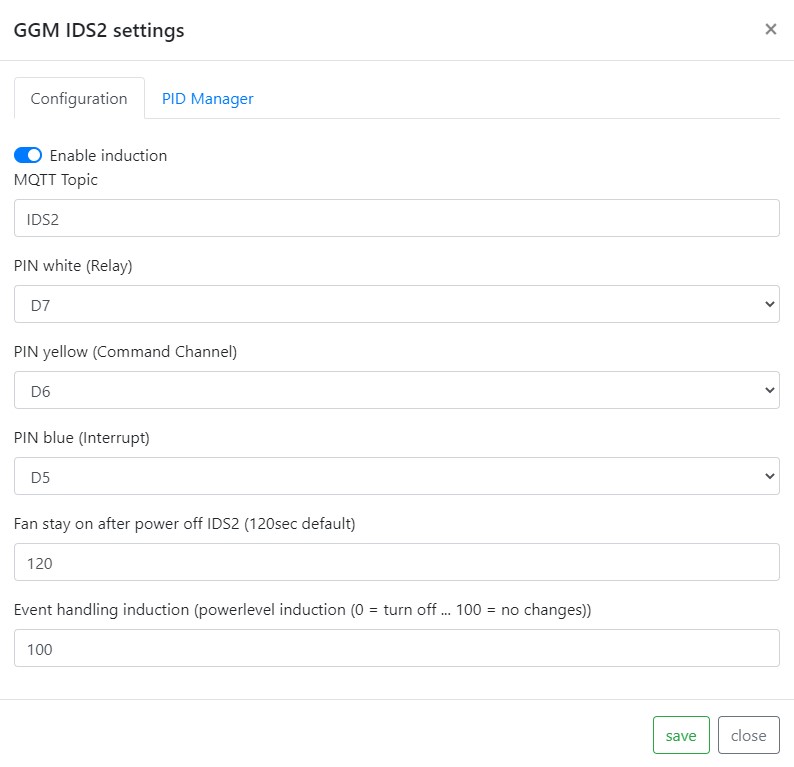 GGM IDS2 settings ×
Configuration PID Manager
Enable induction
MQTT Topic
IDS2
PIN white (Relay)
D7
PIN yellow (Command Channel)
D6
PIN blue (Interrupt)
D5
Fan stay on after power off IDS2 (120sec default)
120
Event handling induction (powerlevel induction (0 = turn off ... 100 = no changes))
100
save close